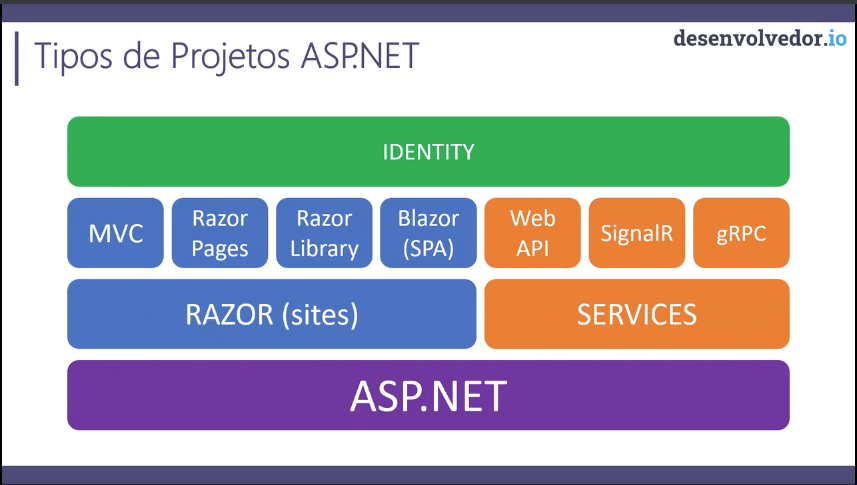 Tipos de Projetos ASP.NET
desenvolvedor.io
IDENTITY
MVC
Razor
Pages
Razor
Library
Blazor
(SPA)
Web
API
SignalR
gRPC
RAZOR (sites)
SERVICES
ASP.NET